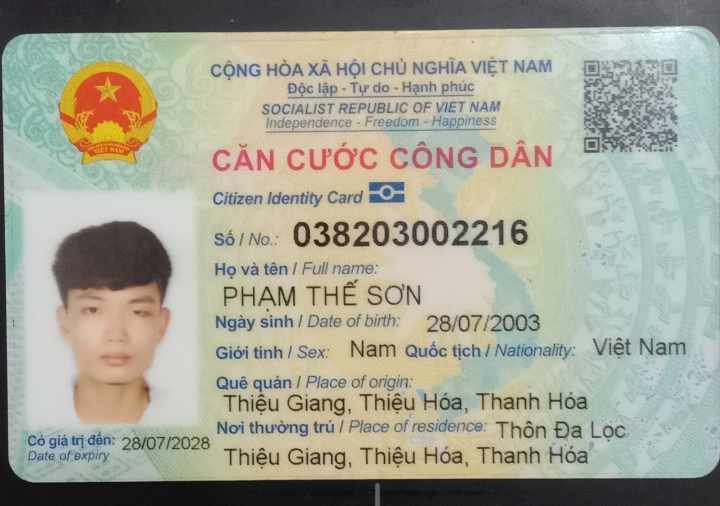 CỘNG HÒA XÃ HỘI CHỦ NGHĨA VIỆT NAM
Độc lập - Tự do - Hạnh phúc
SOCIALIST REPUBLIC OF VIET NAM
Independence - Freedom - Happiness
CĂN CƯỚC CÔNG DÂN
Citizen Identity Card
Số / No.: 038203002216
Họ và tên / Full name:
PHẠM THẾ SƠN
Ngày sinh / Date of birth: 28/07/2003
Giới tính / Sex: Nam Quốc tịch / Nationality: Việt Nam
Quê quán / Place of origin:
Thiệu Giang, Thiệu Hóa, Thanh Hóa
Nơi thường trú / Place of residence: Thôn Đa Lọc
Thiệu Giang, Thiệu Hóa, Thanh Hóa
Có giá trị đến: 28/07/2028
Date of expiry
VIỆT NAM